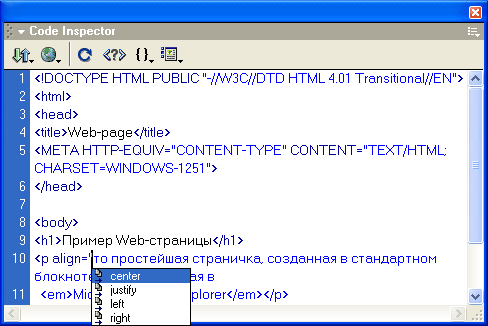 Code Inspector
1 <!DOCTYPE HTML PUBLIC "-//W3C//DTD HTML 4.01 Transitional//EN">
2 <html>
3 <head>
4 <title>Web-page</title>
5 <META HTTP-EQUIV="CONTENT-TYPE" CONTENT="TEXT/HTML;
CHARSET=WINDOWS-1251">
6 </head>
7
8 <body>
9 <h1>Пример Web-страницы</h1>
10 <p align="то простейшая страничка, созданная в стандартном
блокноте в
center
11 <em>Mic plorer</em></p>
justify
left
right